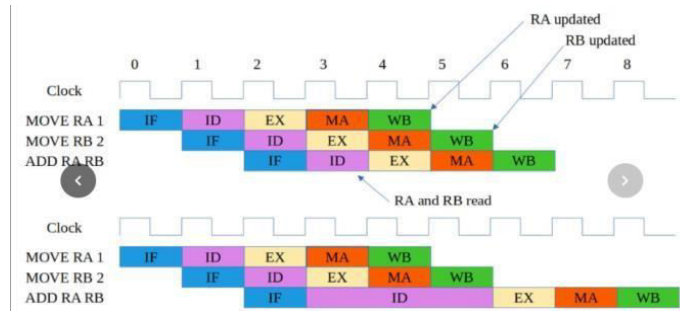 RA updated
RB updated
0 1 2 3 4 5 6 7 8
Clock
MOVE RA 1 IF ID EX MA WB
MOVE RB 2 IF ID EX MA WB
ADD RA RB IF ID EX MA WB
RA and RB read
Clock
MOVE RA 1 IF ID EX MA WB
MOVE RB 2 IF ID EX MA WB
ADD RA RB IF ID EX MA WB